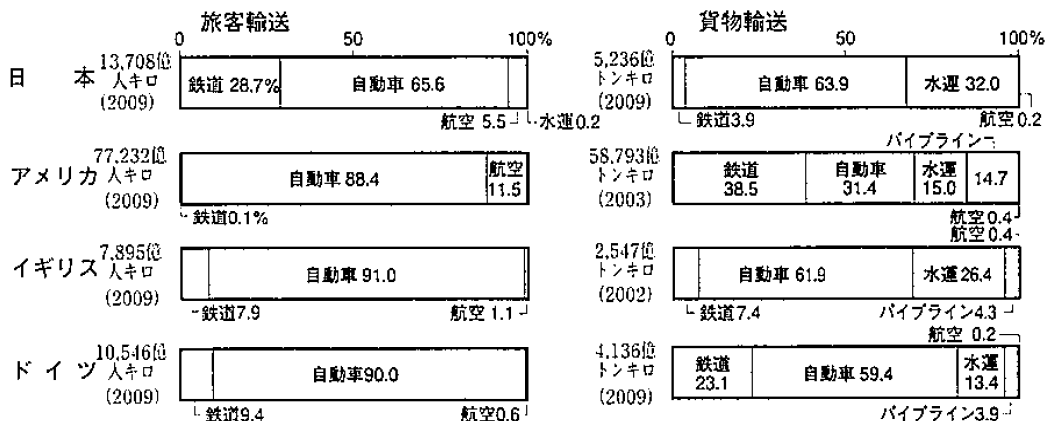 旅客輸送
0 50 100%
日本 13,708億人キロ (2009)
鉄道 28.7% 自動車 65.6
航空 5.5 水運0.2
アメリカ 77,232億人キロ (2009)
自動車 88.4 航空 11.5
鉄道0.1%
イギリス 7,895億人キロ (2009)
自動車 91.0
鉄道7.9 航空 1.1
ドイツ 10,546億人キロ (2009)
自動車90.0
鉄道9.4 航空0.6
貨物輸送
0 50 100%
5,236億トンキロ (2009)
自動車 63.9 水運 32.0
鉄道3.9 航空0.2
パイプライン
58,793億トンキロ (2003)
鉄道 38.5 自動車 31.4 水運 15.0 14.7
航空0.4
航空0.4
2,547億トンキロ (2002)
自動車 61.9 水運26.4
鉄道7.4 パイプライン4.3
航空 0.2
4,136億トンキロ (2009)
鉄道 23.1 自動車 59.4 水運 13.4
パイプライン3.9